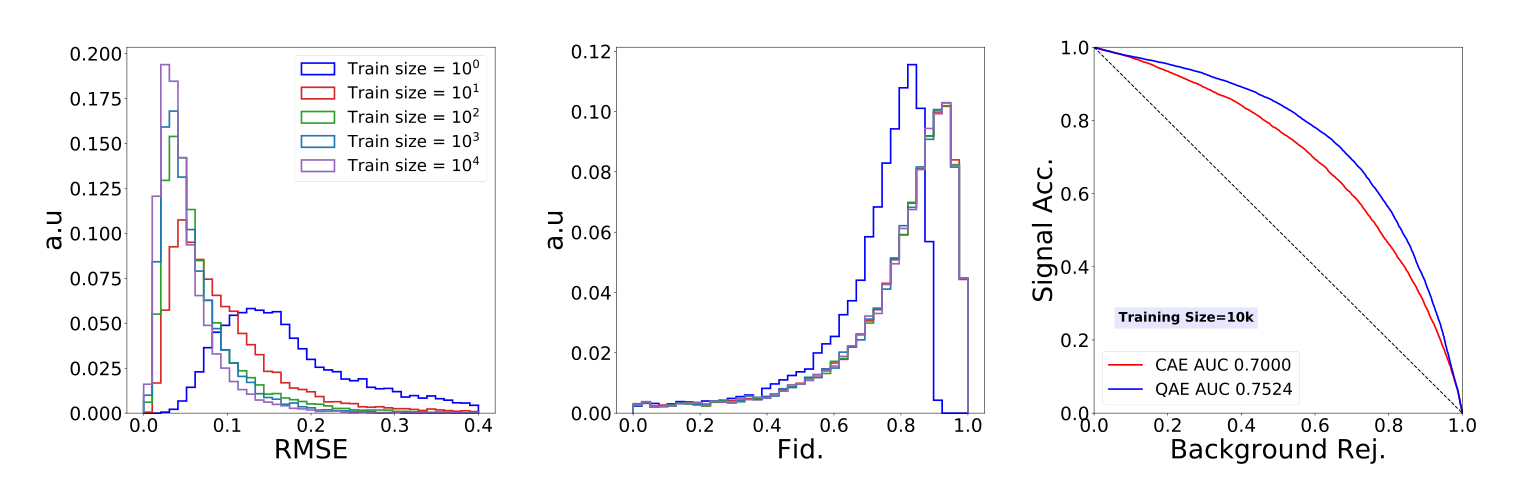 0.200
0.175
0.150
0.125
0.100
0.075
0.050
0.025
0.000
a.u
0.0 0.1 0.2 0.3 0.4
RMSE
Train size = 10⁰
Train size = 10¹
Train size = 10²
Train size = 10³
Train size = 10⁴
0.12
0.10
0.08
0.06
0.04
0.02
0.00
a.u
0.0 0.2 0.4 0.6 0.8 1.0
Fid.
1.0
0.8
0.6
0.4
0.2
0.0
Signal Acc.
0.0 0.2 0.4 0.6 0.8 1.0
Background Rej.
Training Size=10k
CAE AUC 0.7000
QAE AUC 0.7524